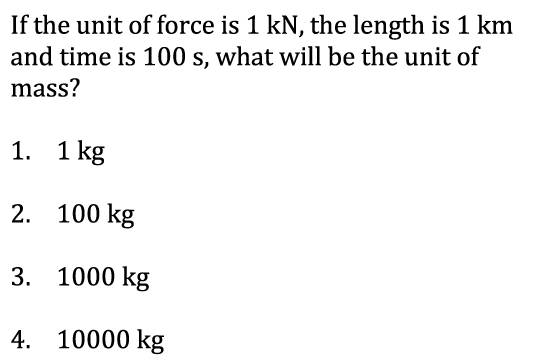 If the unit of force is 1 kN, the length is 1 km
and time is 100 s, what will be the unit of
mass?
1. 1 kg
2. 100 kg
3. 1000 kg
4. 10000 kg